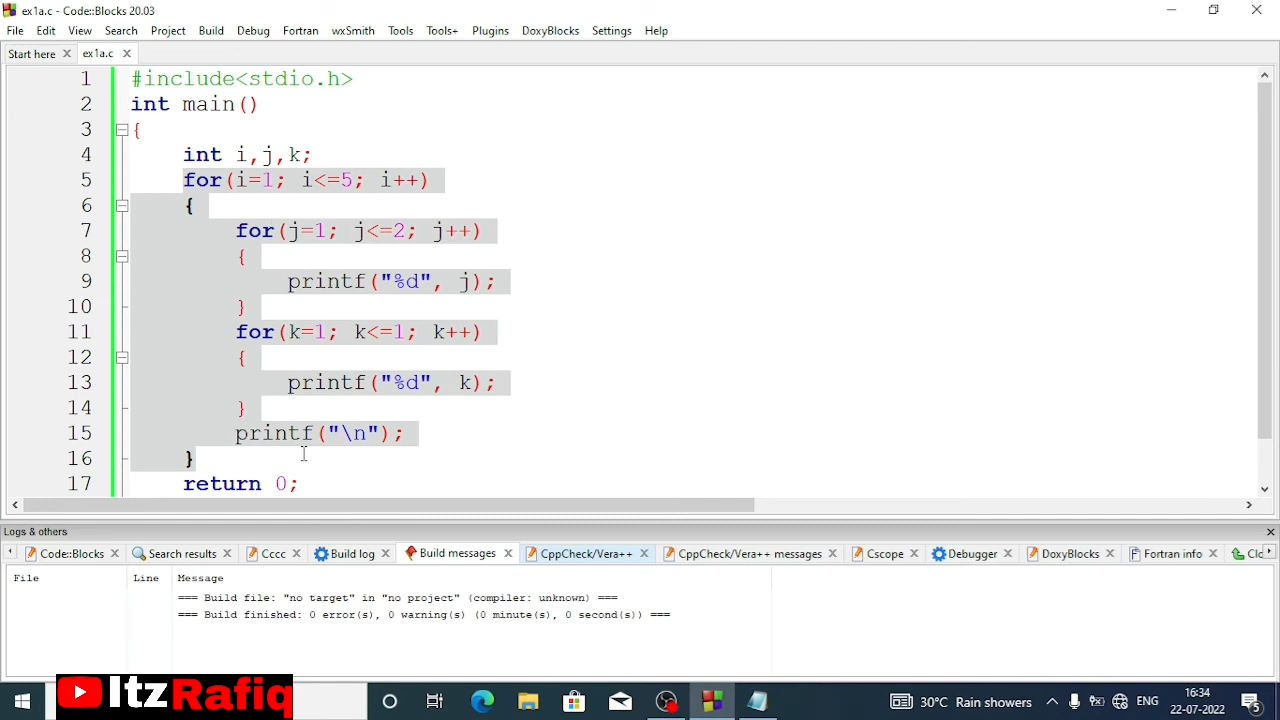 ex1a.c - Code::Blocks 20.03
File Edit View Search Project Build Debug Fortran wxSmith Tools Tools+ Plugins DoxyBlocks Settings Help
Start here ex1a.c
1 #include<stdio.h>
2 int main()
3 {
4 int i,j,k;
5 for(i=1; i<=5; i++)
6 {
7 for(j=1; j<=2; j++)
8 {
9 printf("%d", j);
10 }
11 for(k=1; k<=1; k++)
12 {
13 printf("%d", k);
14 }
15 printf("\n");
16 }
17 return 0;
Logs & others
Code::Blocks Search results Cccc Build log Build messages CppCheck/Vera++ CppCheck/Vera++ messages Cscope Debugger DoxyBlocks Fortran info Clo
File Line Message
=== Build file: "no target" in "no project" (compiler: unknown) ===
=== Build finished: 0 error(s), 0 warning(s) (0 minute(s), 0 second(s)) ===
ItzRafiq
30°C Rain showers ENG 16:34
22-07-2022 5